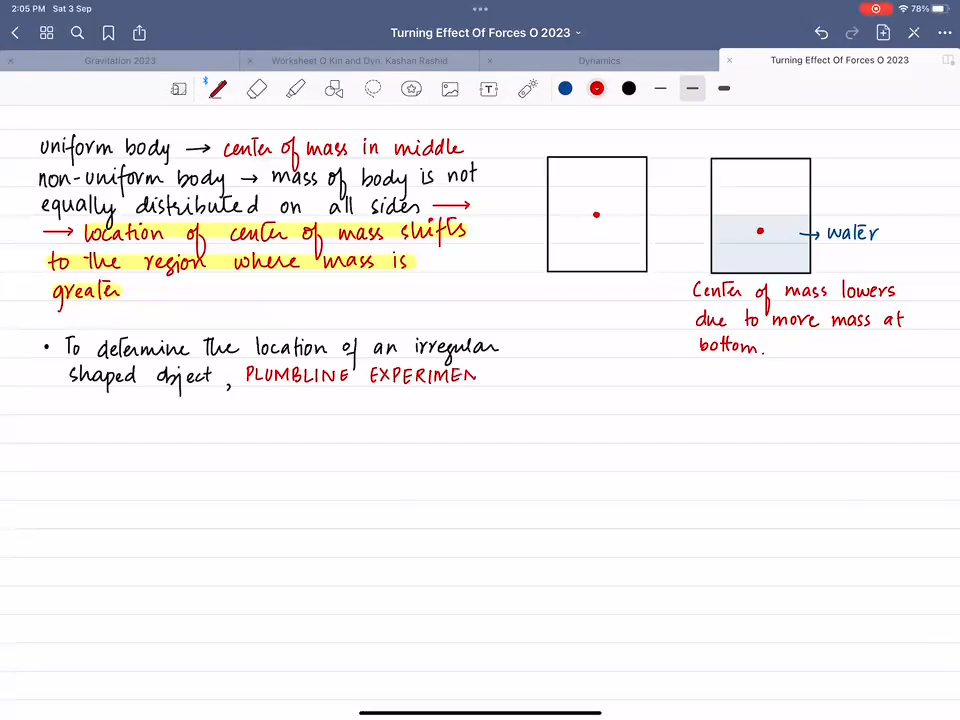 2:05 PM Sat 3 Sep
78%
Turning Effect Of Forces O 2023
Gravitation 2023
Worksheet O Kin and Dyn. Kashan Rashid
Dynamics
Turning Effect Of Forces O 2023
uniform body → center of mass in middle
non-uniform body → mass of body is not
equally distributed on all sides →
→ location of center of mass shifts
to the region where mass is
greater
→ water
Center of mass lowers
due to more mass at
bottom.
• To determine the location of an irregular
shaped object, PLUMBLINE EXPERIMEN